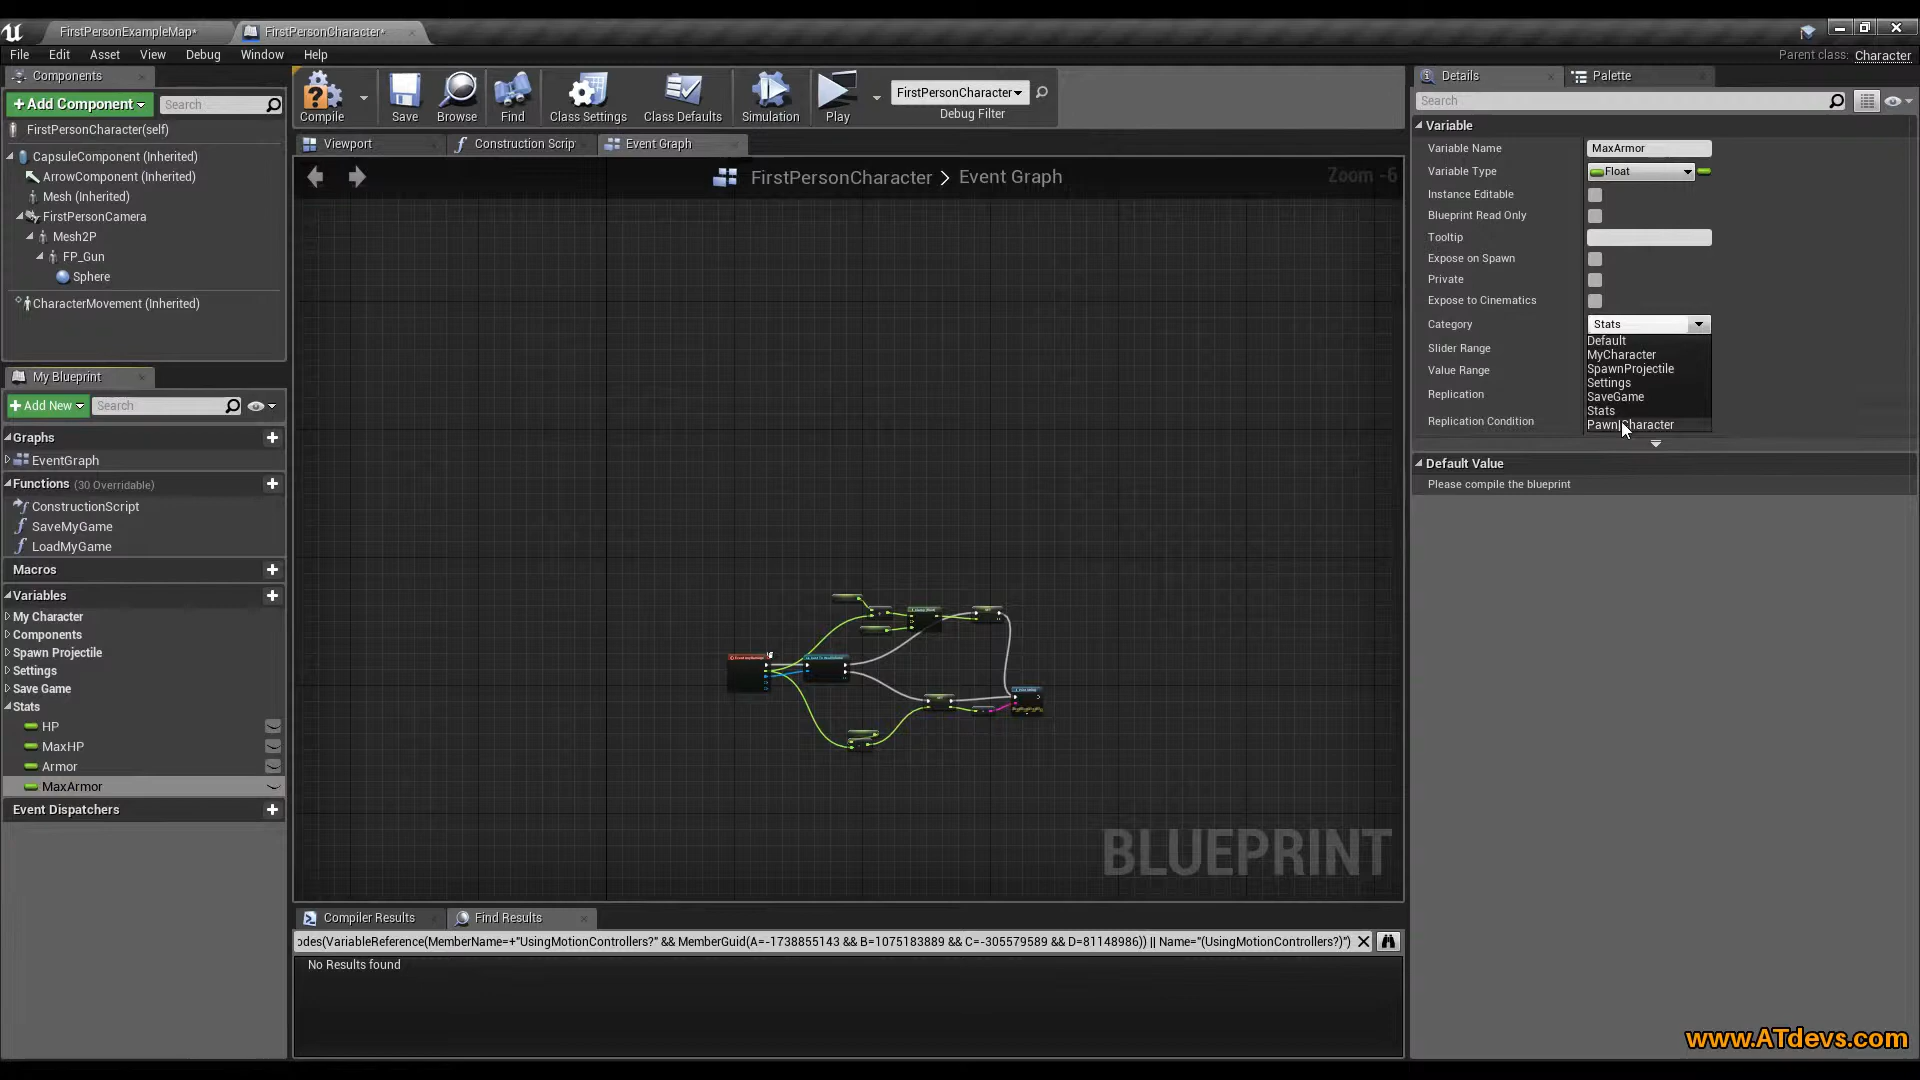 FirstPersonExampleMap*
FirstPersonCharacter*
File Edit Asset View Debug Window Help
Parent class: Character
Components
+Add Component
Search
FirstPersonCharacter(self)
CapsuleComponent (Inherited)
ArrowComponent (Inherited)
Mesh (Inherited)
FirstPersonCamera
Mesh2P
FP_Gun
Sphere
CharacterMovement (Inherited)
My Blueprint
+Add New
Search
Graphs
EventGraph
Functions (30 Overridable)
ConstructionScript
SaveMyGame
LoadMyGame
Macros
Variables
My Character
Components
Spawn Projectile
Settings
Save Game
Stats
HP
MaxHP
Armor
MaxArmor
Event Dispatchers
Compile
Save
Browse
Find
Class Settings
Class Defaults
Simulation
Play
FirstPersonCharacter
Debug Filter
Viewport
Construction Scrip
Event Graph
FirstPersonCharacter > Event Graph
Zoom -6
BLUEPRINT
Compiler Results
Find Results
odes(VariableReference(MemberName=+"UsingMotionControllers?" && MemberGuid(A=-1738855143 && B=1075183889 && C=-305579589 && D=81148986)) || Name="(UsingMotionControllers?)")
No Results found
Details
Palette
Search
Variable
Variable Name MaxArmor
Variable Type Float
Instance Editable
Blueprint Read Only
Tooltip
Expose on Spawn
Private
Expose to Cinematics
Category Stats
Default
MyCharacter
SpawnProjectile
Settings
SaveGame
Stats
Pawn|Character
Slider Range
Value Range
Replication
Replication Condition
Default Value
Please compile the blueprint
www.ATdevs.com